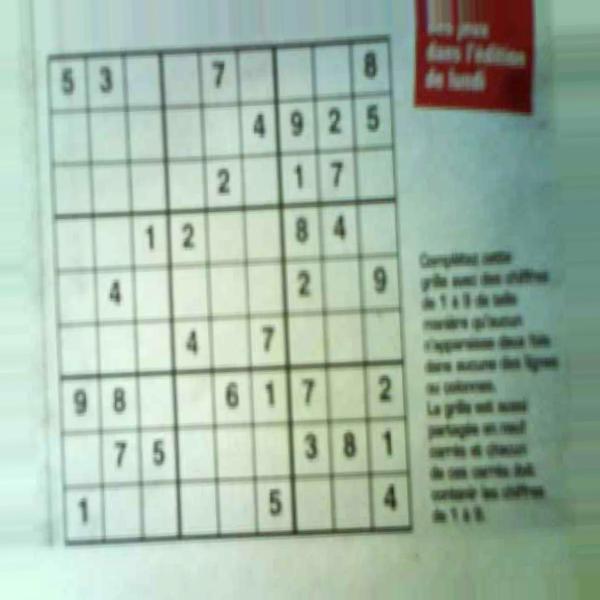 Les jeux
dans l'édition
de lundi
5 3 7 8
4 9 2 5
2 1 7
1 2 8 4
4 2 9
4 7
9 8 6 1 7 2
7 5 3 8 1
1 5 4
Complétez cette
grille avec des chiffres
de 1 à 9 de telle
manière qu'aucun
n'apparaisse deux fois
dans aucune des lignes
ou colonnes.
La grille est aussi
partagée en neuf
carrés et chacun
de ces carrés doit
contenir les chiffres
de 1 à 9.